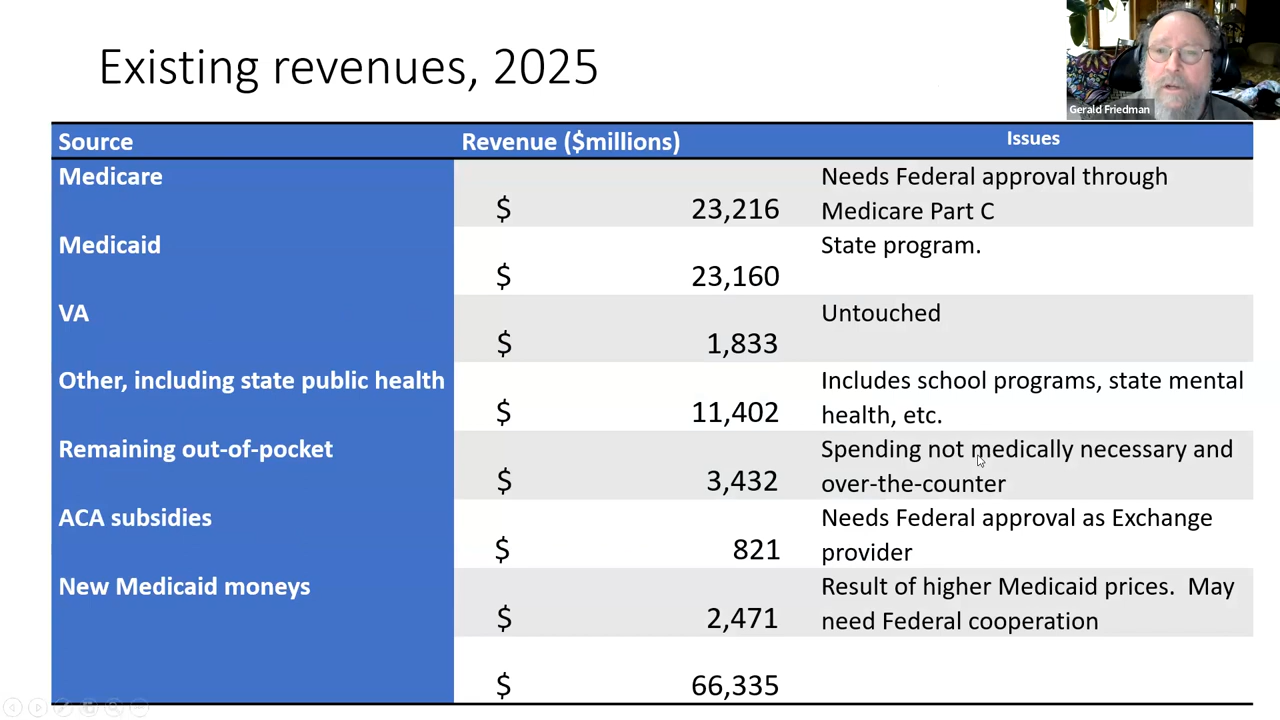 Existing revenues, 2025
Gerald Friedman
Source Revenue ($millions) Issues
Medicare $ 23,216 Needs Federal approval through
Medicare Part C
Medicaid $ 23,160 State program.
VA $ 1,833 Untouched
Other, including state public health $ 11,402 Includes school programs, state mental
health, etc.
Remaining out-of-pocket $ 3,432 Spending not medically necessary and
over-the-counter
ACA subsidies $ 821 Needs Federal approval as Exchange
provider
New Medicaid moneys $ 2,471 Result of higher Medicaid prices.  May
need Federal cooperation
$ 66,335